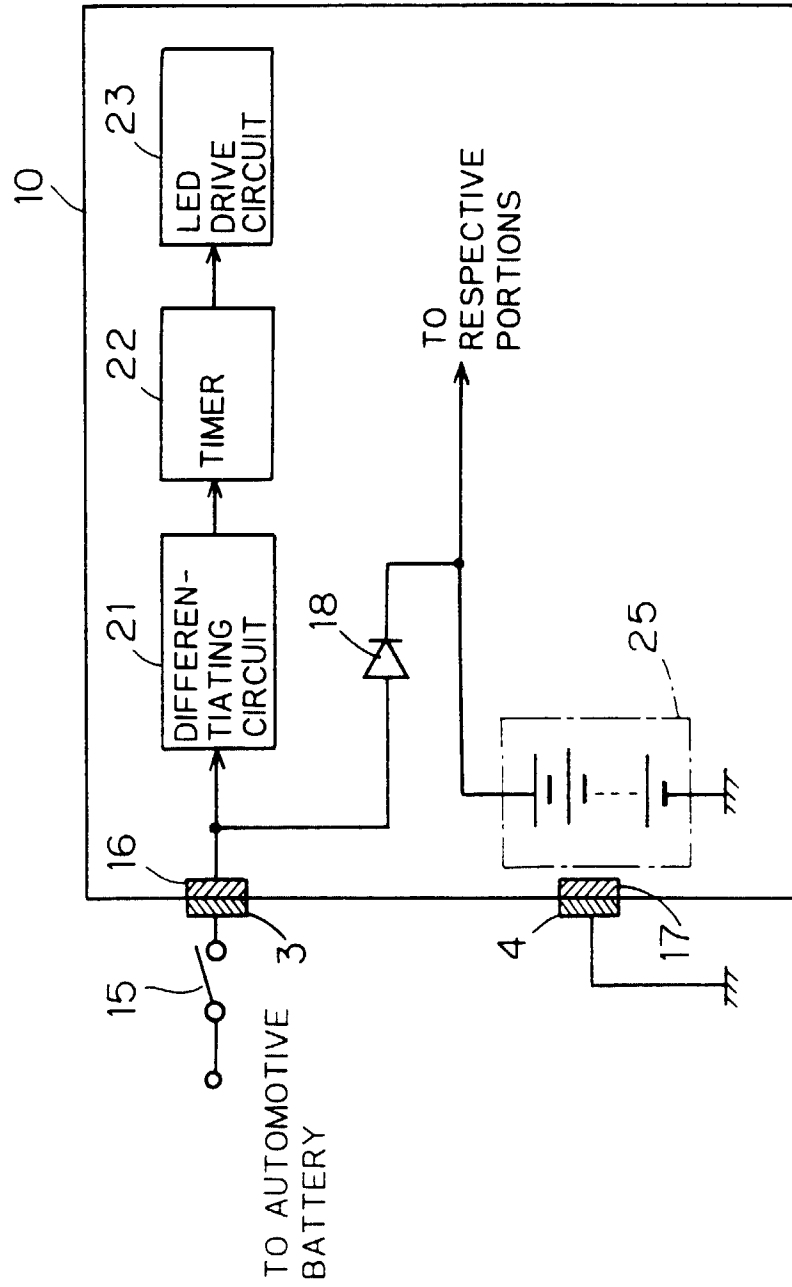 10
23
LED
DRIVE
CIRCUIT
22
TIMER
21
DIFFEREN-
TIATING
CIRCUIT
16
3
15
TO AUTOMOTIVE
BATTERY
18
TO
RESPECTIVE
PORTIONS
25
4
17